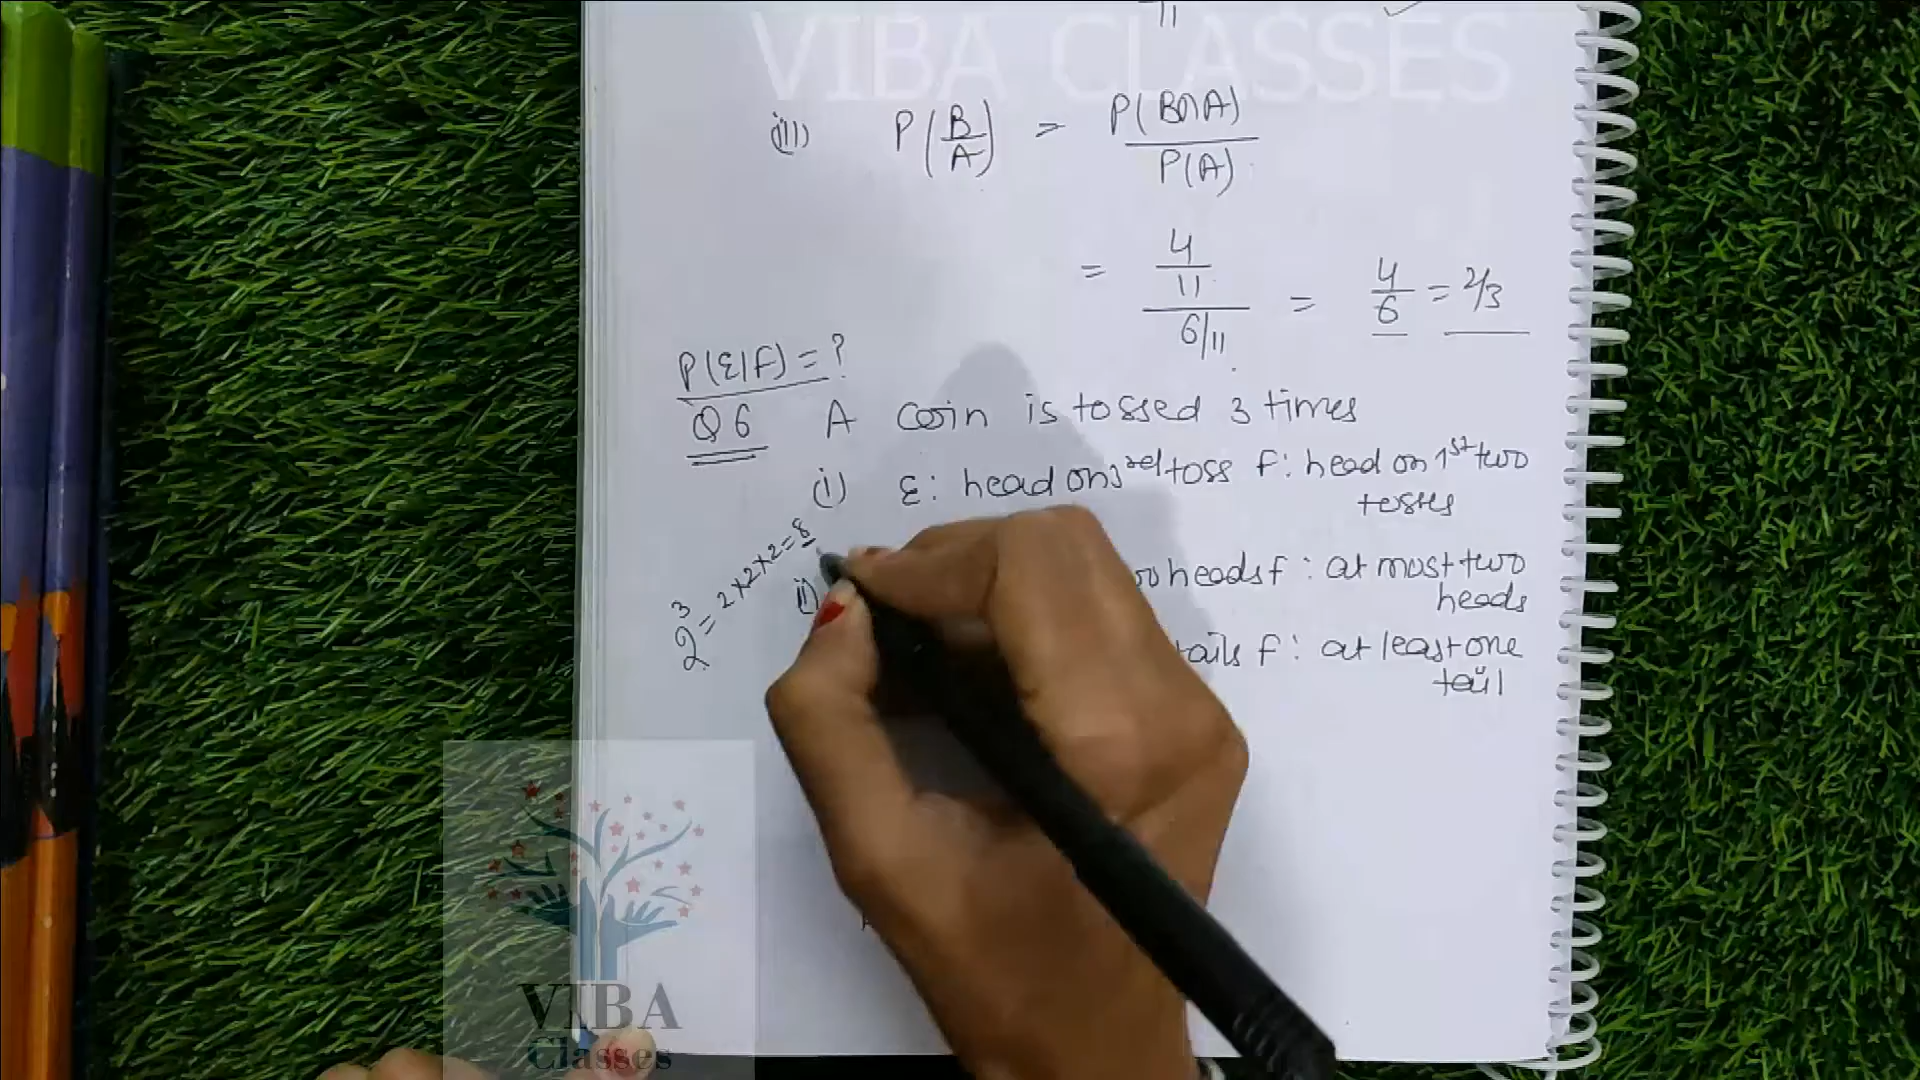 11
VIBA CLASSES
(iii) P(B/A) = P(B∩A)/P(A)
= 4/11 / 6/11 = 4/6 = 2/3
P(E|F) = ?
Q6 A coin is tossed 3 times
(i) E: head on 3rd toss F: head on 1st two
tosses
2³ = 2×2×2=8
(ii) heads F: at most two
heads
tails F: at least one
tail
VIBA
Classes